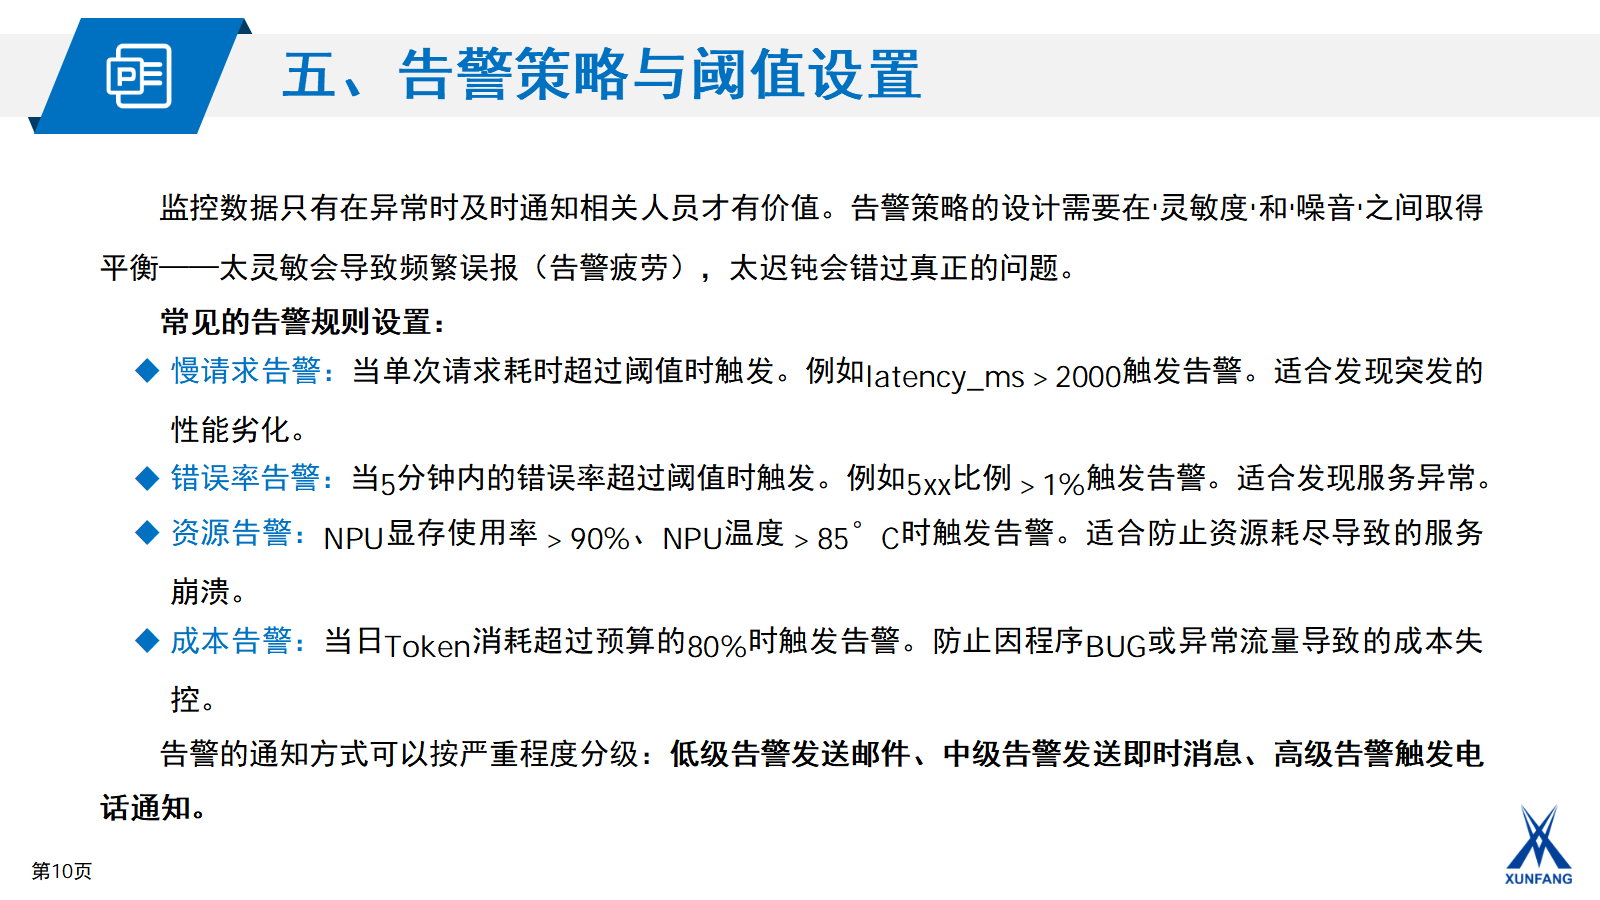 五、告警策略与阈值设置
监控数据只有在异常时及时通知相关人员才有价值。告警策略的设计需要在'灵敏度'和'噪音'之间取得
平衡——太灵敏会导致频繁误报（告警疲劳），太迟钝会错过真正的问题。
常见的告警规则设置：
◆ 慢请求告警：当单次请求耗时超过阈值时触发。例如latency_ms > 2000触发告警。适合发现突发的
性能劣化。
◆ 错误率告警：当5分钟内的错误率超过阈值时触发。例如5xx比例 > 1%触发告警。适合发现服务异常。
◆ 资源告警：NPU显存使用率 > 90%、NPU温度 > 85°C时触发告警。适合防止资源耗尽导致的服务
崩溃。
◆ 成本告警：当日Token消耗超过预算的80%时触发告警。防止因程序BUG或异常流量导致的成本失
控。
告警的通知方式可以按严重程度分级：低级告警发送邮件、中级告警发送即时消息、高级告警触发电
话通知。
XUNFANG
第10页